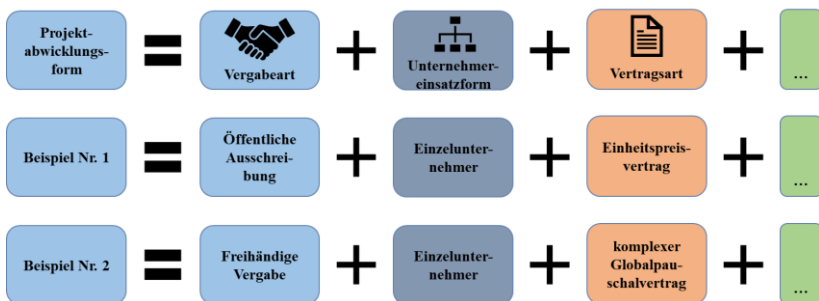 Projekt-
abwicklungs-
form
=
Vergabeart
+
Unternehmer-
einsatzform
+
Vertragsart
+
...
Beispiel Nr. 1
=
Öffentliche
Ausschrei-
bung
+
Einzelunter-
nehmer
+
Einheitspreis-
vertrag
+
...
Beispiel Nr. 2
=
Freihändige
Vergabe
+
Einzelunter-
nehmer
+
komplexer
Globalpau-
schalvertrag
+
...